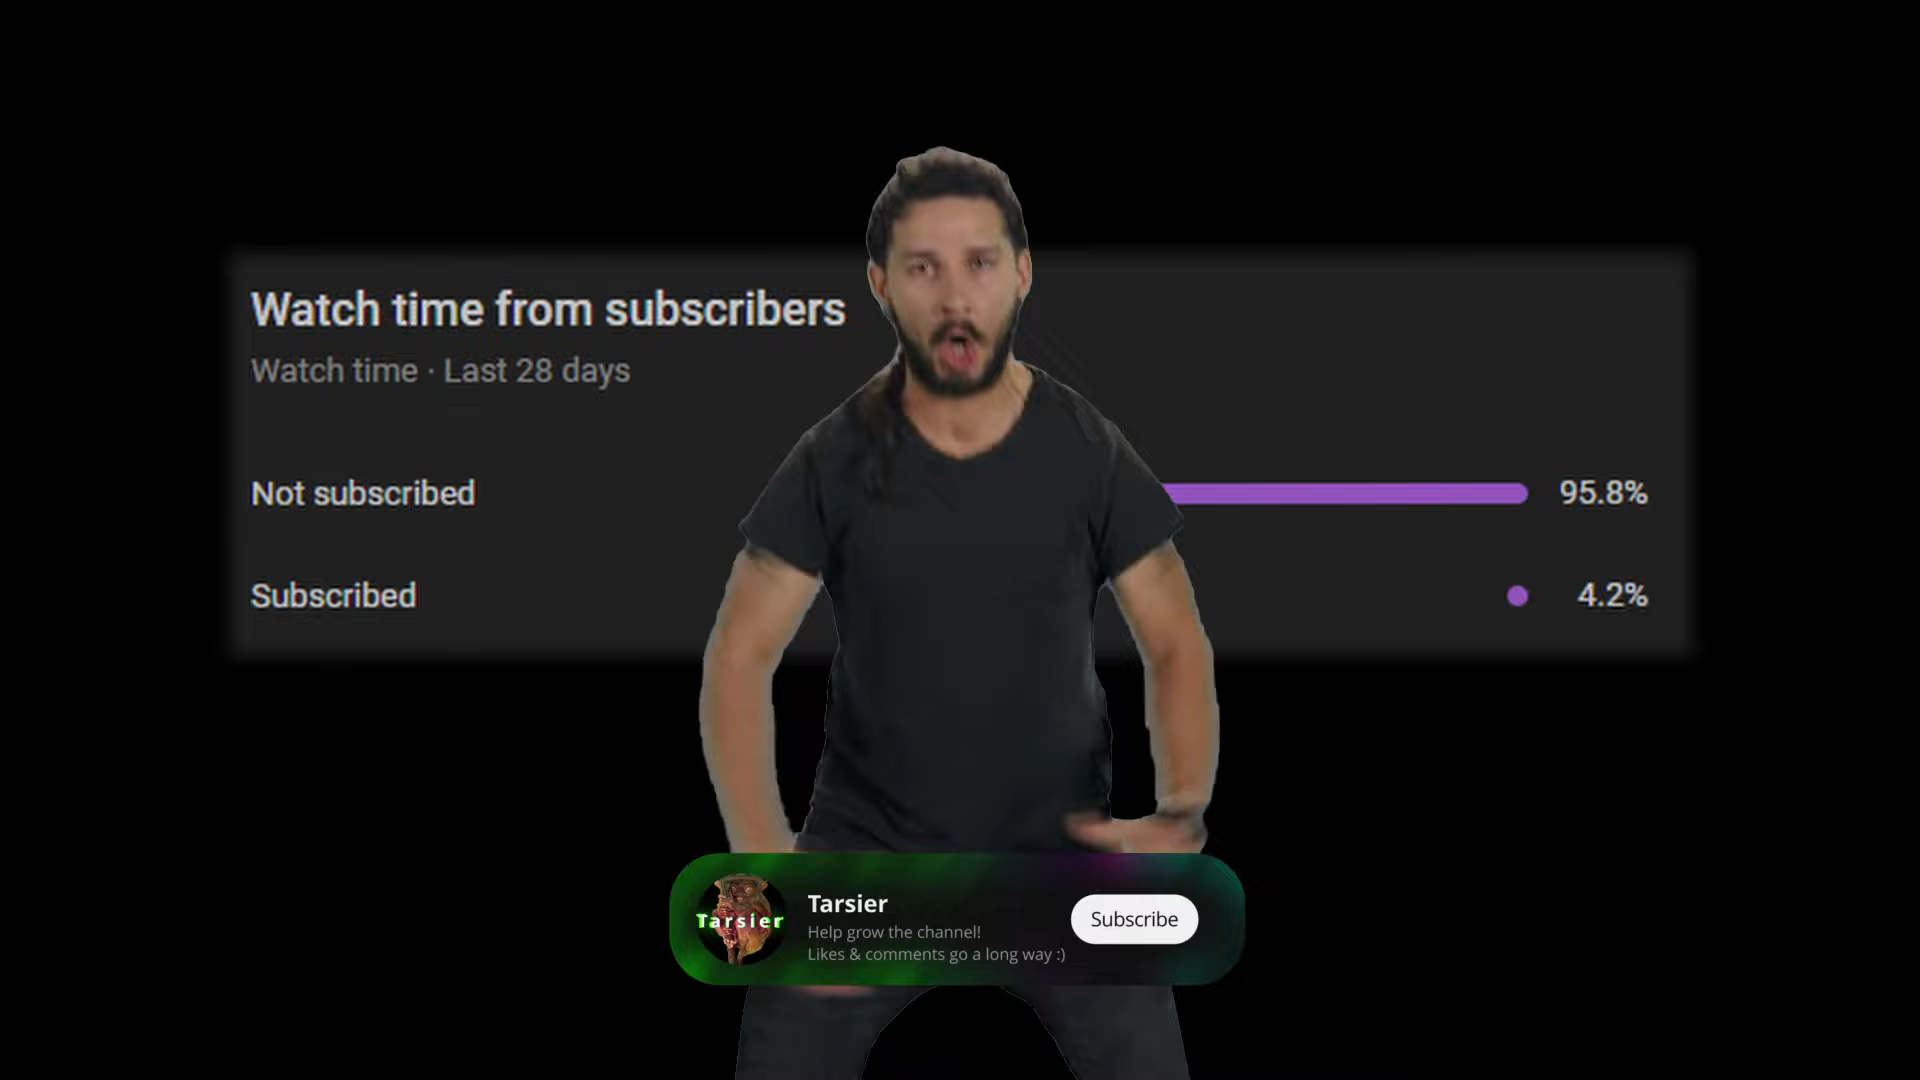 Watch time from subscribers
Watch time · Last 28 days
Not subscribed 95.8%
Subscribed 4.2%
Tarsier
Tarsier
Help grow the channel!
Likes & comments go a long way :)
Subscribe